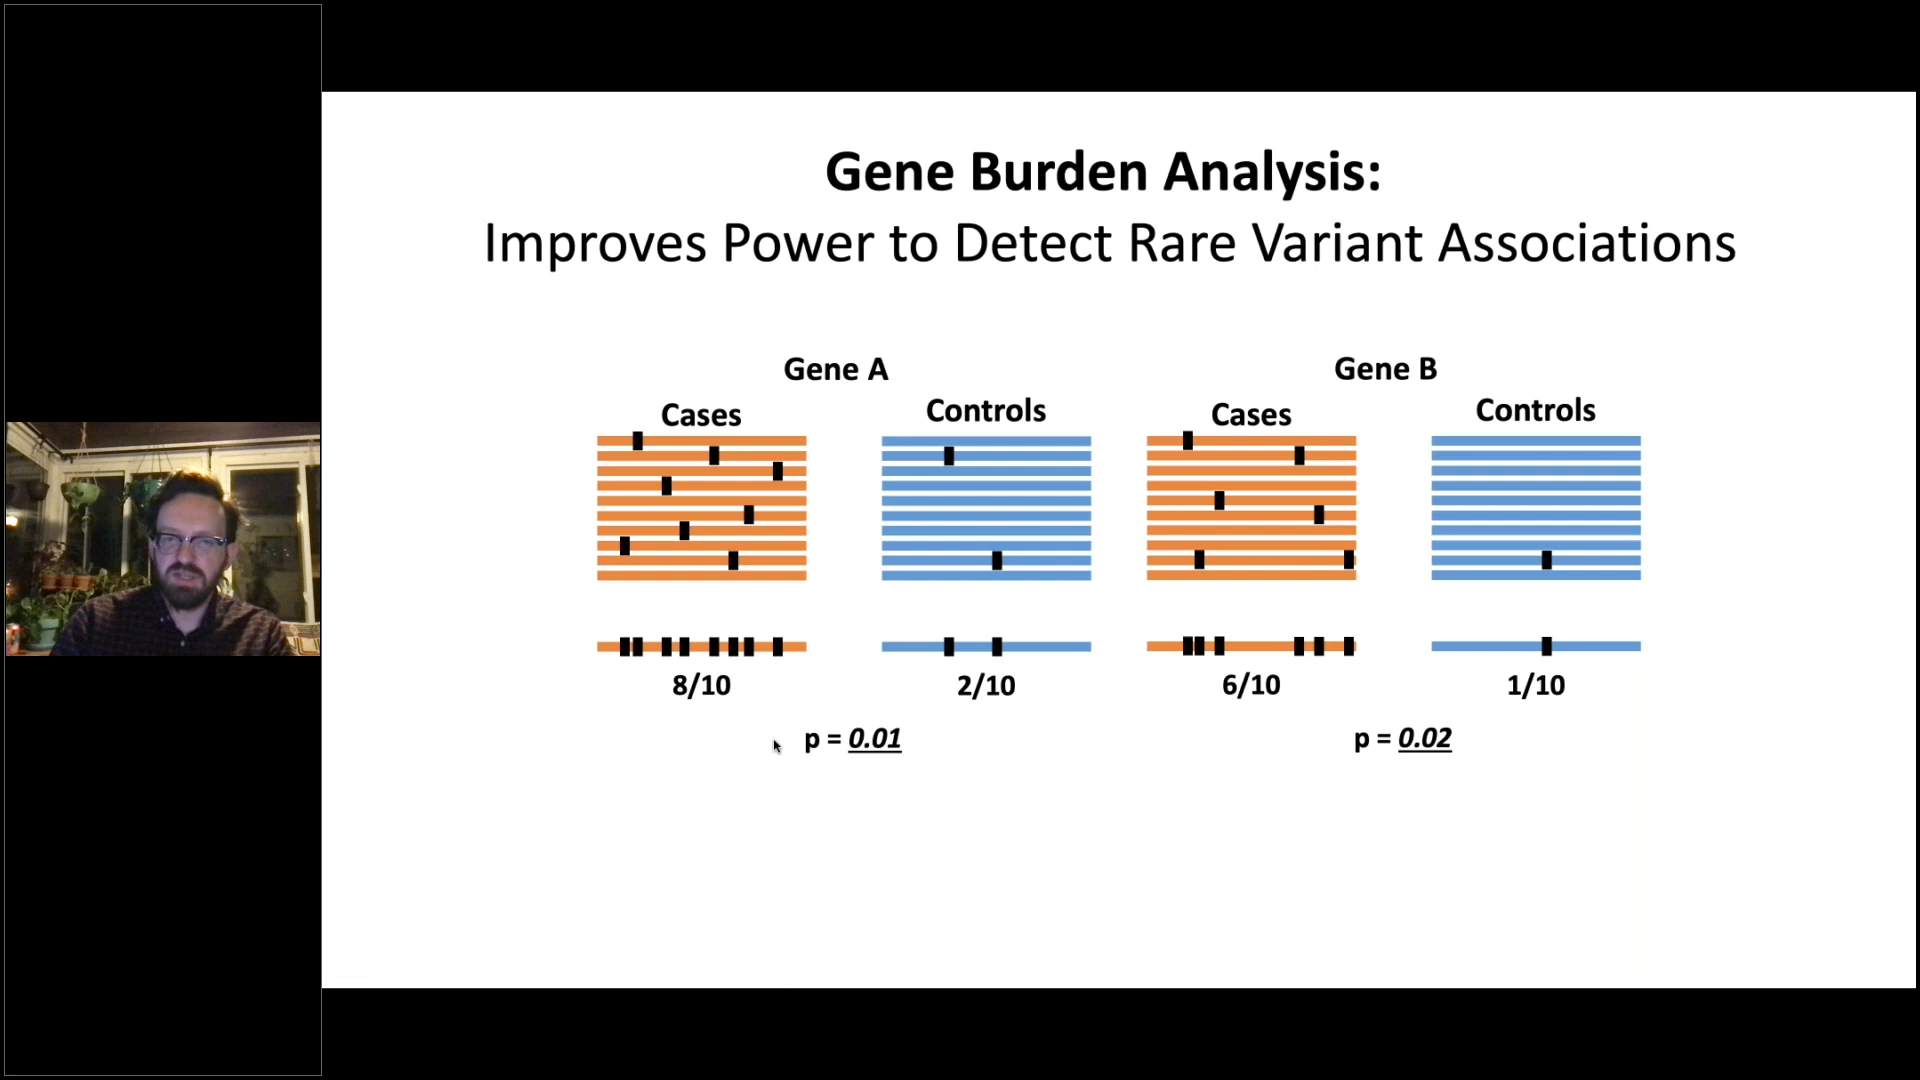 Gene Burden Analysis:
Improves Power to Detect Rare Variant Associations
Gene A
Cases
Controls
8/10
2/10
p = 0.01
Gene B
Cases
Controls
6/10
1/10
p = 0.02